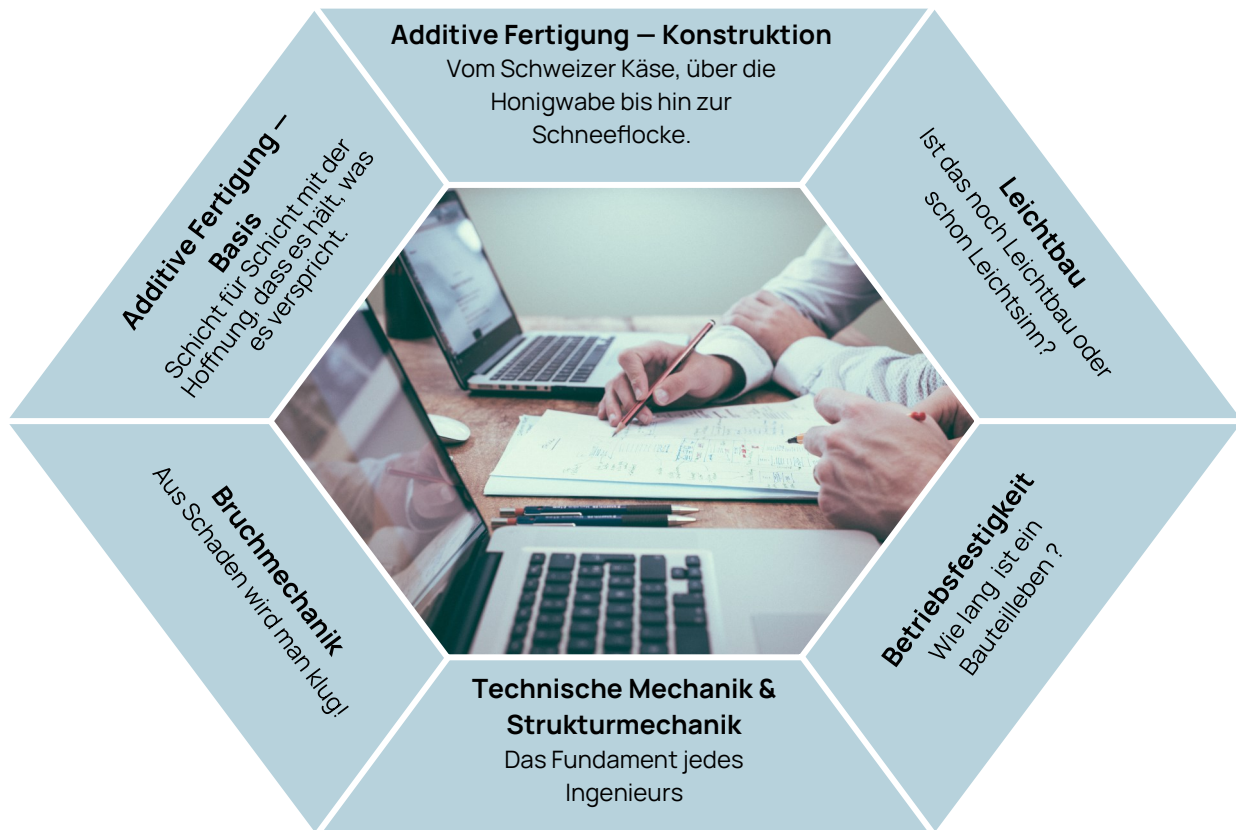 Additive Fertigung – Konstruktion
Vom Schweizer Käse, über die
Honigwabe bis hin zur
Schneeflocke.
Leichtbau
Ist das noch Leichtbau oder
schon Leichtsinn?
Betriebsfestigkeit
Wie lang ist ein
Bauteilleben ?
Technische Mechanik &
Strukturmechanik
Das Fundament jedes
Ingenieurs
Bruchmechanik
Aus Schaden wird man klug!
Additive Fertigung –
Basis
Schicht für Schicht mit der
Hoffnung, dass es hält, was
es verspricht.